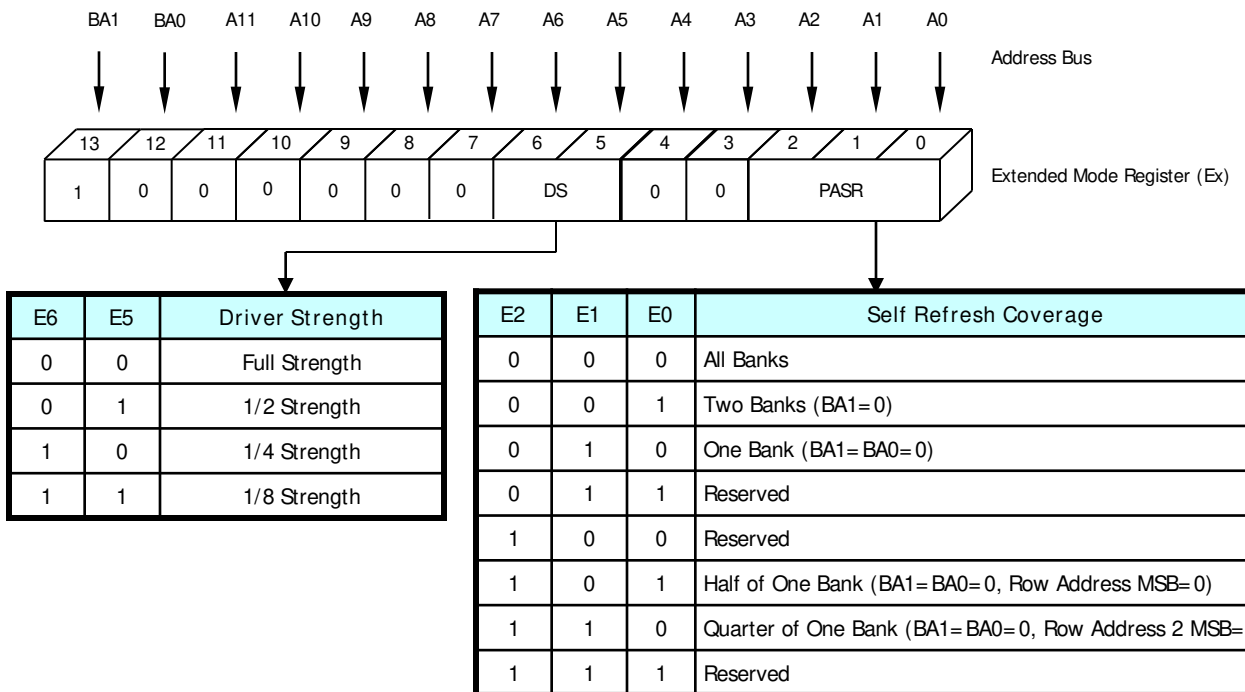 BA1 BA0 A11 A10 A9 A8 A7 A6 A5 A4 A3 A2 A1 A0
Address Bus
13 12 11 10 9 8 7 6 5 4 3 2 1 0
1 0 0 0 0 0 0 DS 0 0 PASR
Extended Mode Register (Ex)
E6 E5 Driver Strength
0 0 Full Strength
0 1 1/2 Strength
1 0 1/4 Strength
1 1 1/8 Strength
E2 E1 E0 Self Refresh Coverage
0 0 0 All Banks
0 0 1 Two Banks (BA1=0)
0 1 0 One Bank (BA1=BA0=0)
0 1 1 Reserved
1 0 0 Reserved
1 0 1 Half of One Bank (BA1=BA0=0, Row Address MSB=0)
1 1 0 Quarter of One Bank (BA1=BA0=0, Row Address 2 MSB=
1 1 1 Reserved